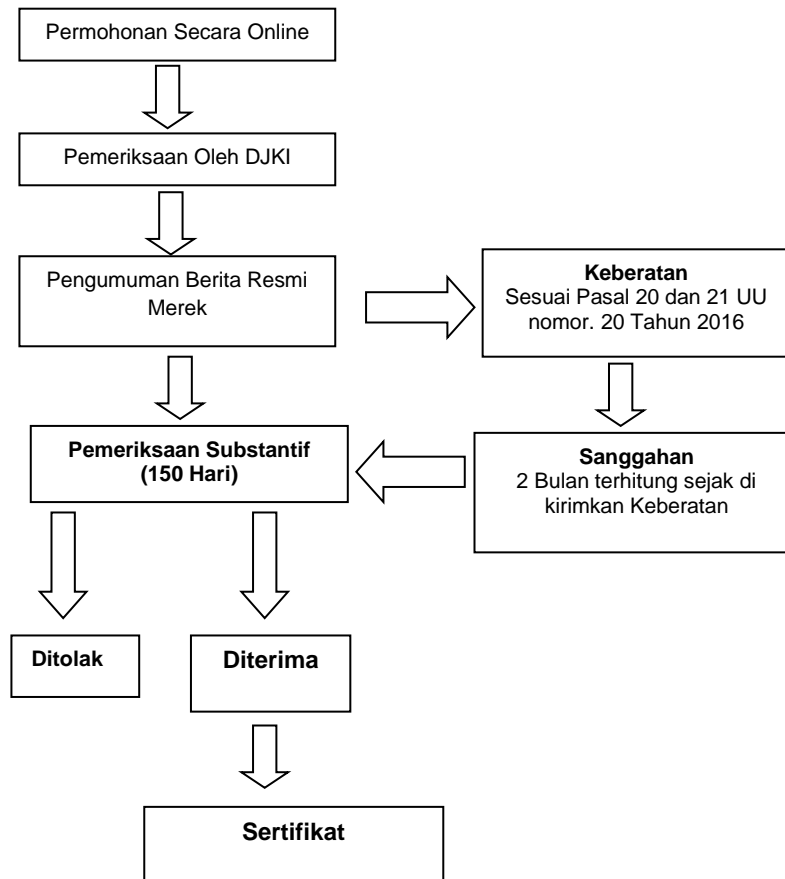 Permohonan Secara Online
Pemeriksaan Oleh DJKI
Pengumuman Berita Resmi
Merek
Keberatan
Sesuai Pasal 20 dan 21 UU
nomor. 20 Tahun 2016
Pemeriksaan Substantif
(150 Hari)
Sanggahan
2 Bulan terhitung sejak di
kirimkan Keberatan
Ditolak
Diterima
Sertifikat